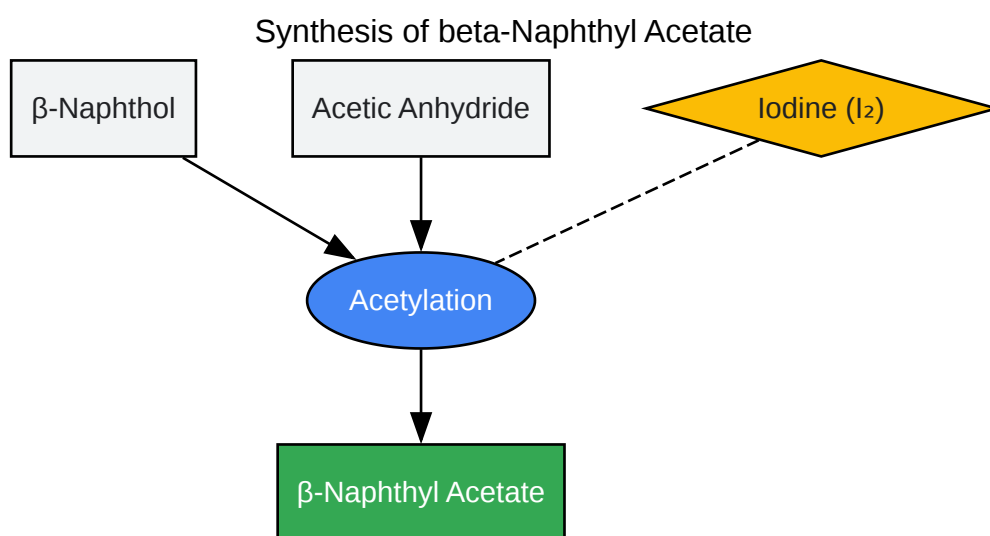 Synthesis of beta-Naphthyl Acetate
β-Naphthol
Acetic Anhydride
Iodine (I₂)
Acetylation
β-Naphthyl Acetate